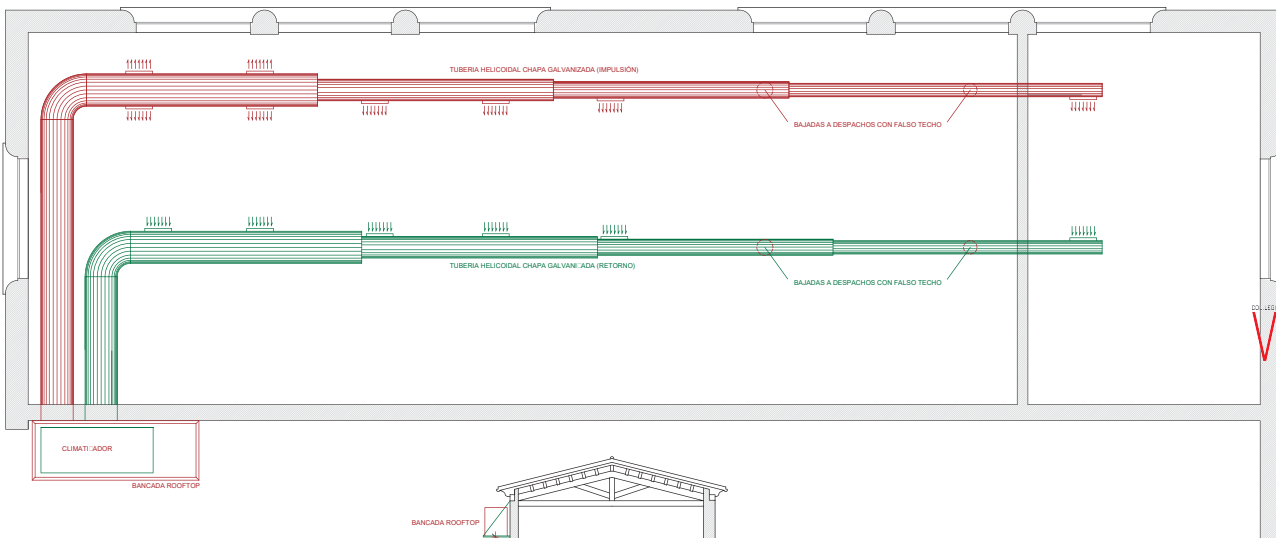 TUBERIA HELICOIDAL CHAPA GALVANIZADA (IMPULSIÓN)
BAJADAS A DESPACHOS CON FALSO TECHO
TUBERIA HELICOIDAL CHAPA GALVANI□ADA (RETORNO)
BAJADAS A DESPACHOS CON FALSO TECHO
CLIMATI□ADOR
BANCADA ROOFTOP
BANCADA ROOFTOP